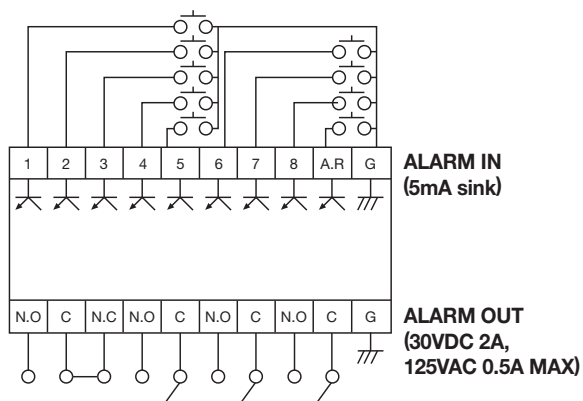 1 2 3 4 5 6 7 8 A.R G
ALARM IN
(5mA sink)
N.O C N.C N.O C N.O C N.O C G
ALARM OUT
(30VDC 2A,
125VAC 0.5A MAX)